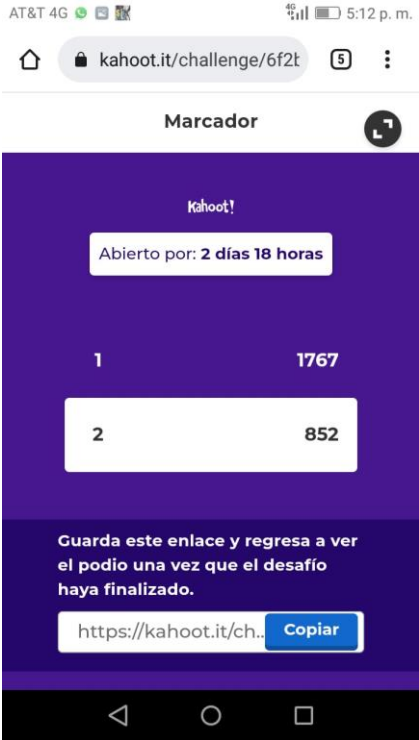 AT&T 4G 5:12 p. m.
kahoot.it/challenge/6f2b 5
Marcador
Kahoot!
Abierto por: 2 días 18 horas
1 1767
2 852
Guarda este enlace y regresa a ver
el podio una vez que el desafío
haya finalizado.
https://kahoot.it/ch.. Copiar